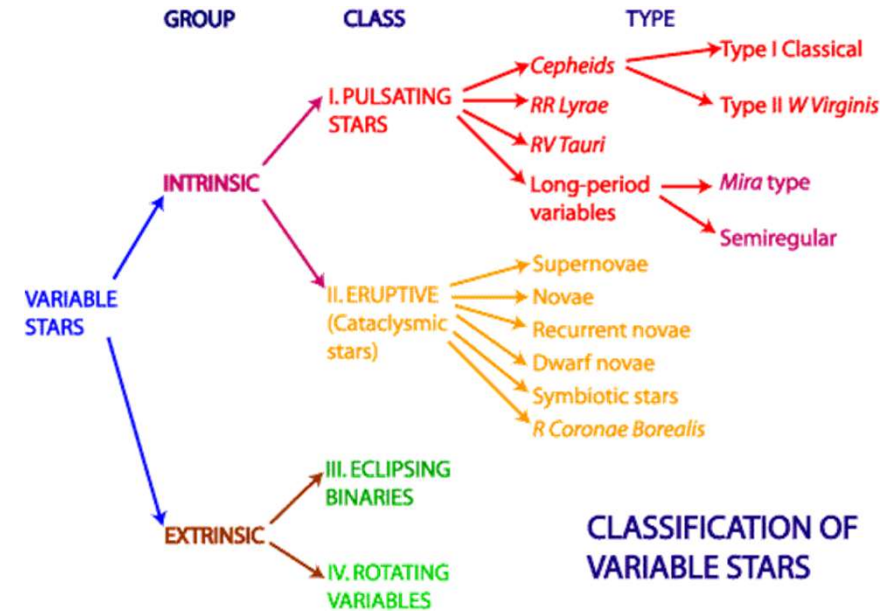 GROUP CLASS TYPE
Type I Classical
Cepheids
I. PULSATING
STARS
RR Lyrae
Type II W Virginis
RV Tauri
INTRINSIC
Long-period
variables
Mira type
Semiregular
Supernovae
VARIABLE
STARS
II. ERUPTIVE
(Cataclysmic
stars)
Novae
Recurrent novae
Dwarf novae
Symbiotic stars
R Coronae Borealis
III. ECLIPSING
BINARIES
EXTRINSIC
IV. ROTATING
VARIABLES
CLASSIFICATION OF
VARIABLE STARS